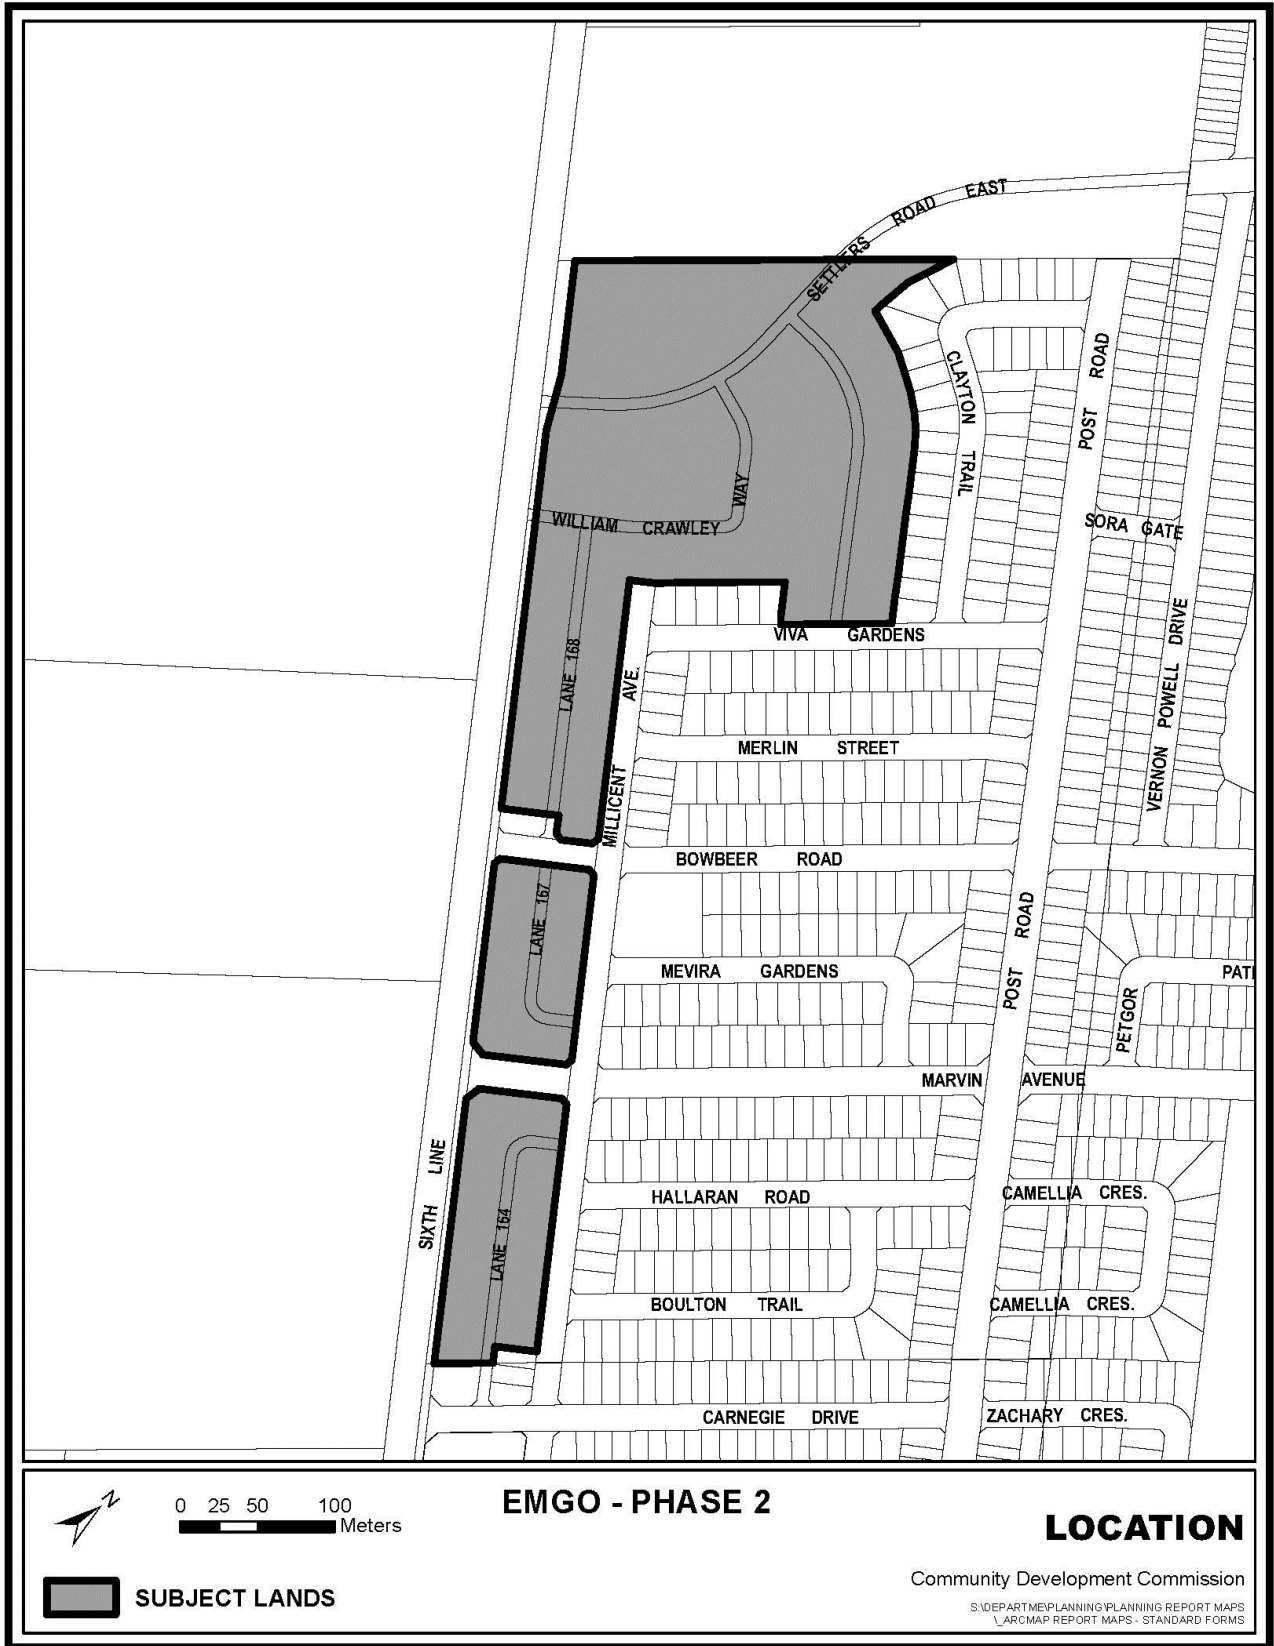 SETTLERS ROAD EAST
CLAYTON TRAIL
POST ROAD
WILLIAM CRAWLEY WAY
SORA GATE
VIVA GARDENS
LANE 168
MILLICENT AVE.
VERNON POWELL DRIVE
MERLIN STREET
BOWBEER ROAD
LANE 167
POST ROAD
MEVIRA GARDENS
PETGOR
PATI
MARVIN AVENUE
SIXTH LINE
LANE 164
HALLARAN ROAD
CAMELLIA CRES.
BOULTON TRAIL
CAMELLIA CRES.
CARNEGIE DRIVE
ZACHARY CRES.
N
0 25 50 100
Meters
EMGO - PHASE 2
LOCATION
SUBJECT LANDS
Community Development Commission
S:\DEPARTME\PLANNING\PLANNING REPORT MAPS
\_ARCMAP REPORT MAPS - STANDARD FORMS